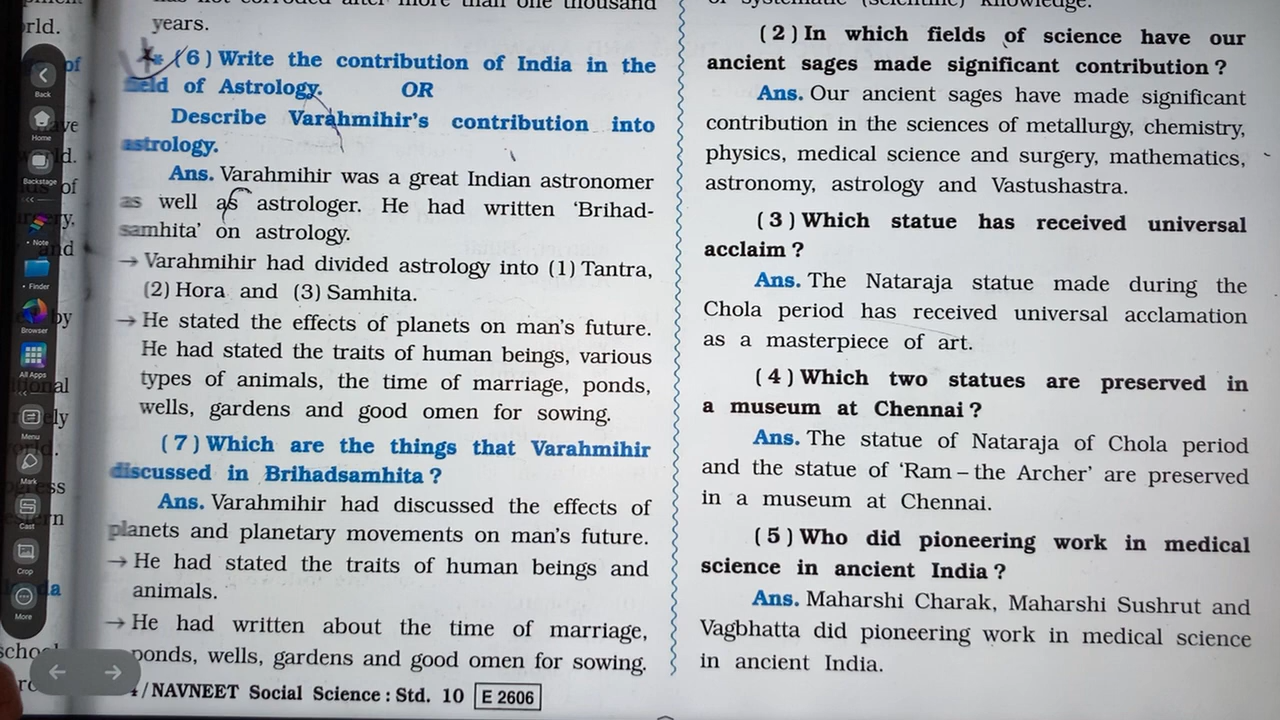 Back
Home
Backstage
Note
Finder
Browser
All Apps
Menu
Mark
Cast
Crop
More
years.
(6) Write the contribution of India in the
field of Astrology. OR
Describe Varahmihir's contribution into
astrology.
Ans. Varahmihir was a great Indian astronomer
as well as astrologer. He had written 'Brihad-
samhita' on astrology.
→ Varahmihir had divided astrology into (1) Tantra,
(2) Hora and (3) Samhita.
→ He stated the effects of planets on man's future.
He had stated the traits of human beings, various
types of animals, the time of marriage, ponds,
wells, gardens and good omen for sowing.
(7) Which are the things that Varahmihir
discussed in Brihadsamhita ?
Ans. Varahmihir had discussed the effects of
planets and planetary movements on man's future.
→ He had stated the traits of human beings and
animals.
→ He had written about the time of marriage,
ponds, wells, gardens and good omen for sowing.
/NAVNEET Social Science : Std. 10 E 2606
(2) In which fields of science have our
ancient sages made significant contribution ?
Ans. Our ancient sages have made significant
contribution in the sciences of metallurgy, chemistry,
physics, medical science and surgery, mathematics,
astronomy, astrology and Vastushastra.
(3) Which statue has received universal
acclaim ?
Ans. The Nataraja statue made during the
Chola period has received universal acclamation
as a masterpiece of art.
(4) Which two statues are preserved in
a museum at Chennai ?
Ans. The statue of Nataraja of Chola period
and the statue of 'Ram – the Archer' are preserved
in a museum at Chennai.
(5) Who did pioneering work in medical
science in ancient India ?
Ans. Maharshi Charak, Maharshi Sushrut and
Vagbhatta did pioneering work in medical science
in ancient India.